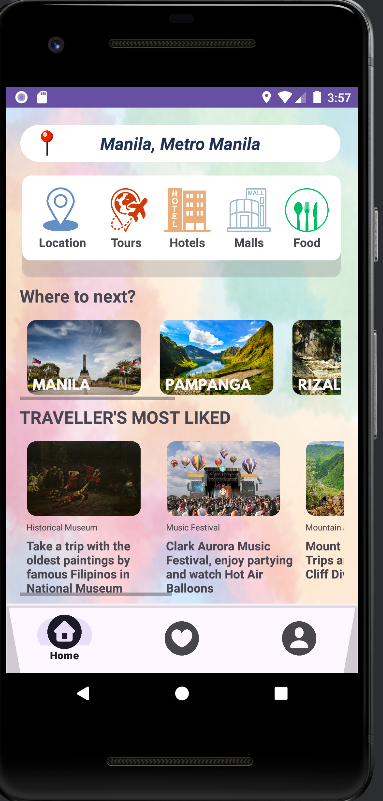 3:57
Manila, Metro Manila
HOTEL
MALL
Location Tours Hotels Malls Food
Where to next?
MANILA PAMPANGA RIZAL
TRAVELLER'S MOST LIKED
Historical Museum
Take a trip with the
oldest paintings by
famous Filipinos in
National Museum
Music Festival
Clark Aurora Music
Festival, enjoy partying
and watch Hot Air
Balloons
Mountain
Mount
Trips
Cliff
Home